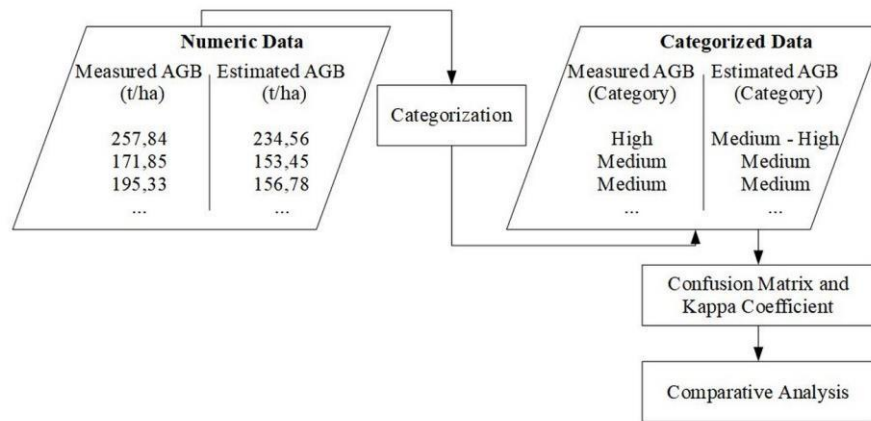 Numeric Data
Measured AGB Estimated AGB
(t/ha) (t/ha)
257,84 234,56
171,85 153,45
195,33 156,78
... ...
Categorization
Categorized Data
Measured AGB Estimated AGB
(Category) (Category)
High Medium - High
Medium Medium
Medium Medium
... ...
Confusion Matrix and
Kappa Coefficient
Comparative Analysis